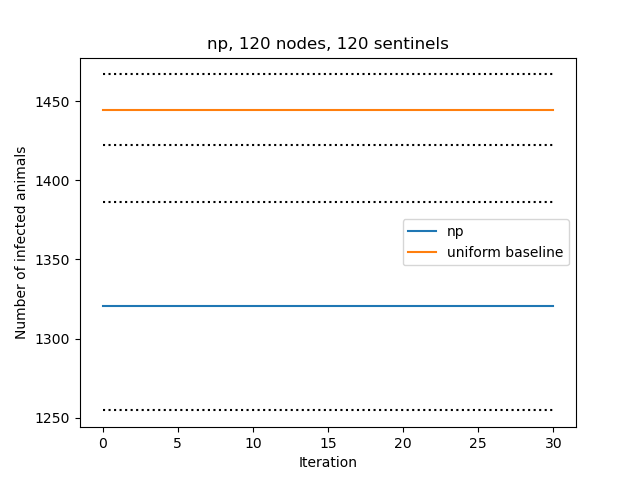 np, 120 nodes, 120 sentinels
Number of infected animals
1450
1400
1350
1300
1250
np
uniform baseline
0 5 10 15 20 25 30
Iteration